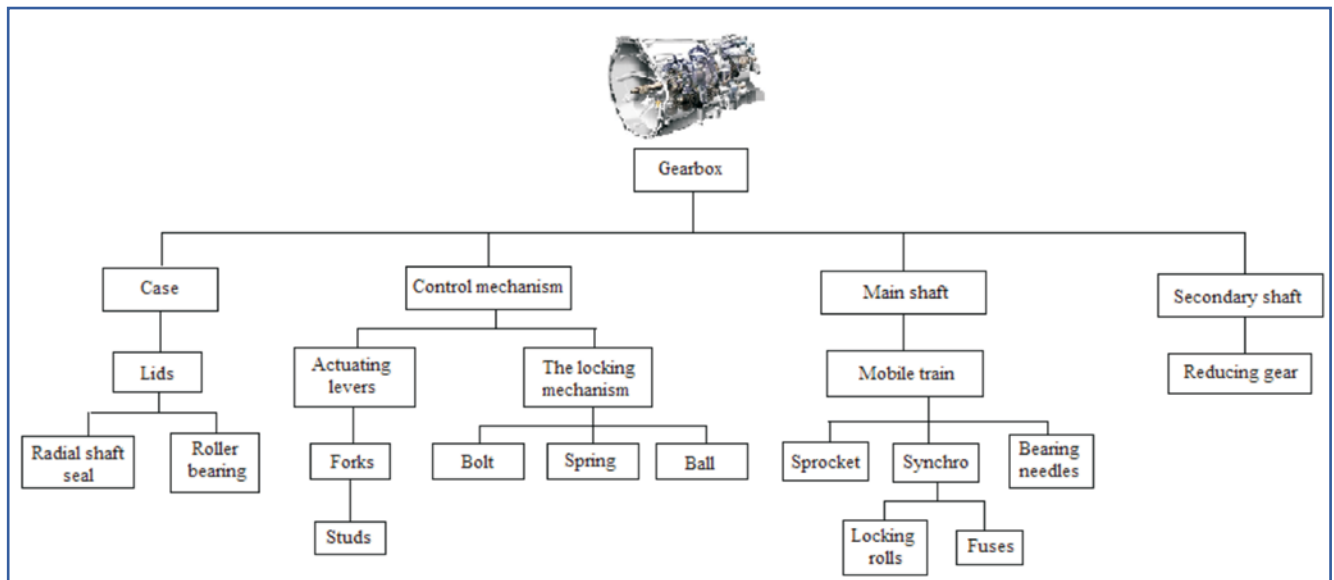 Gearbox
Case
Control mechanism
Main shaft
Secondary shaft
Lids
Actuating
levers
The locking
mechanism
Mobile train
Reducing gear
Radial shaft
seal
Roller
bearing
Forks
Bolt
Spring
Ball
Sprocket
Synchro
Bearing
needles
Studs
Locking
rolls
Fuses